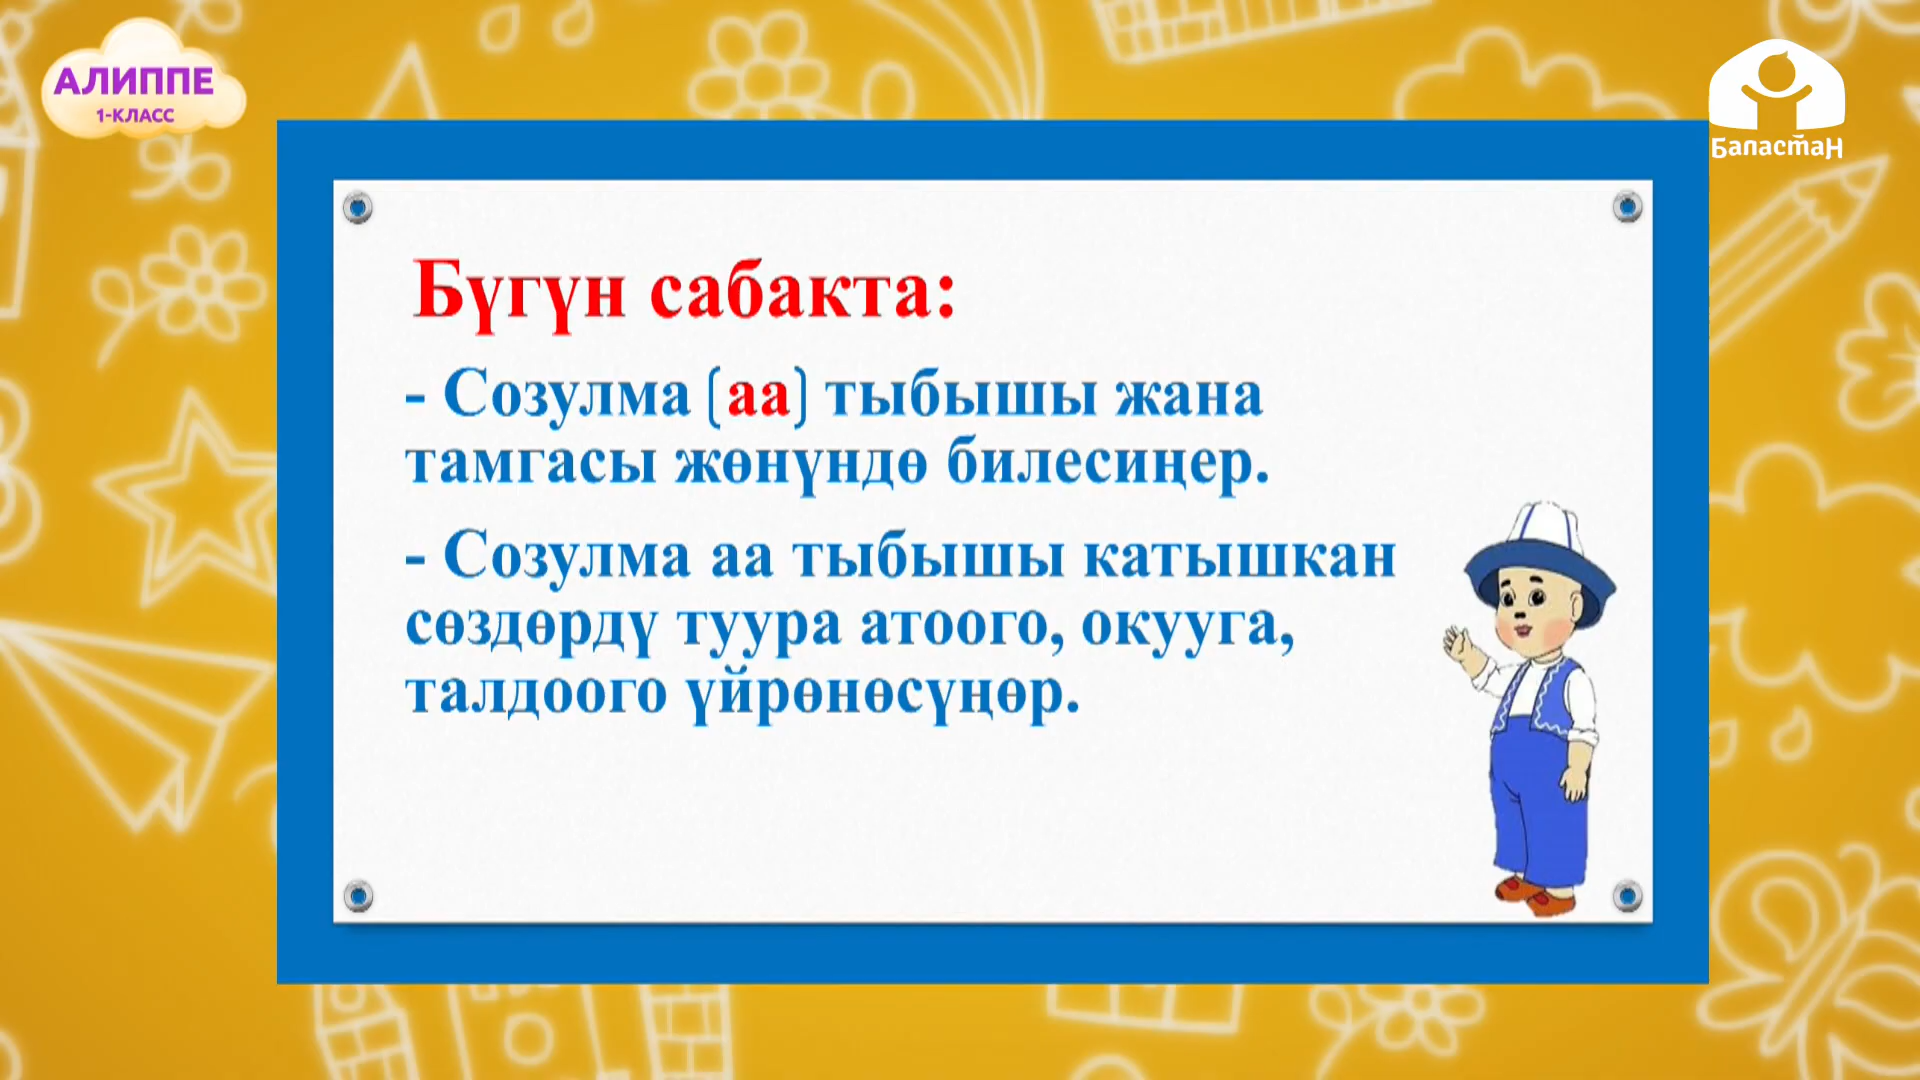 АЛИППЕ
1-КЛАСС
Баластан
Бүгүн сабакта:
- Созулма (аа) тыбышы жана
тамгасы жөнүндө билесиңер.
- Созулма аа тыбышы катышкан
сөздөрдү туура атоого, окууга,
талдоого үйрөнөсүңөр.